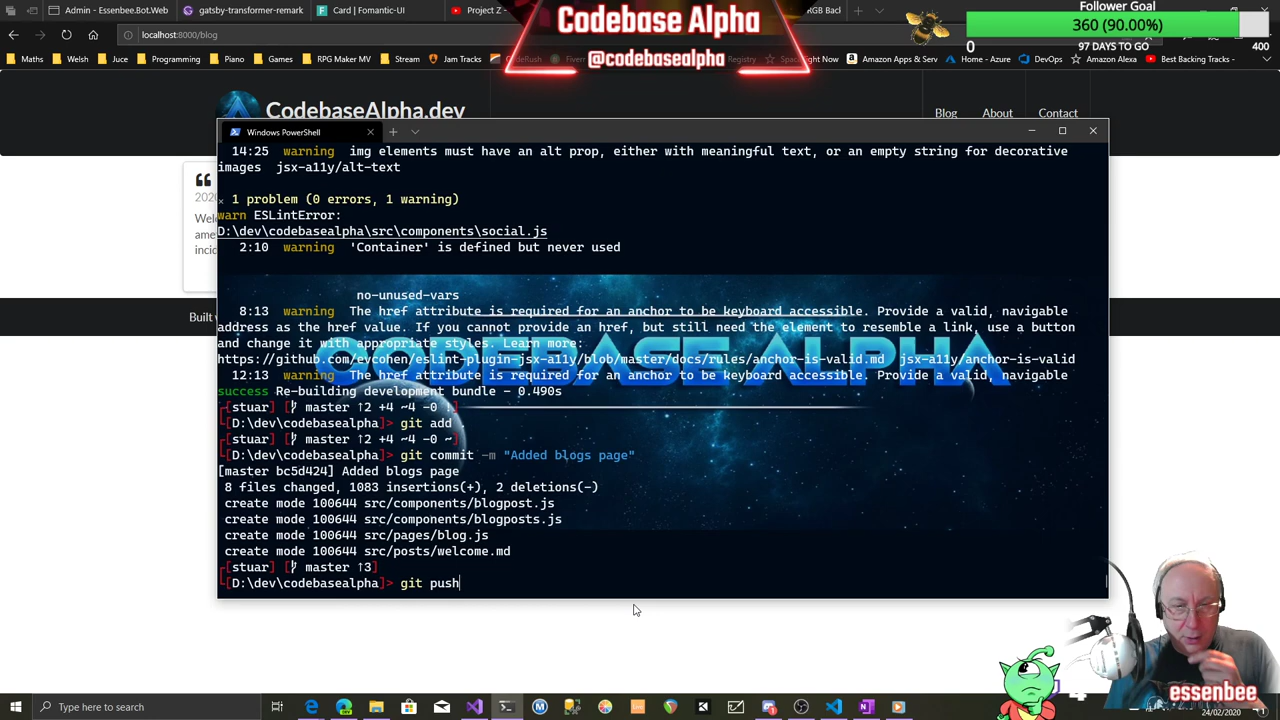 Admin - Essenbee.Bot.Web
gatsby-transformer-remark
Card | Fomantic-UI
Project Z -
RGB Bacl
localhost:8000/blog
Maths
Welsh
Juce
Programming
Piano
Games
RPG Maker MV
Stream
Jam Tracks
CodeRush
Fiverr
Registry
Amazon Apps & Serv
Home - Azure
DevOps
Amazon Alexa
Best Backing Tracks -
Codebase Alpha
@codebasealpha
Follower Goal
360 (90.00%)
0
97 DAYS TO GO
400
CodebaseAlpha.dev
Blog
About
Contact
Windows PowerShell
14:25 warning img elements must have an alt prop, either with meaningful text, or an empty string for decorative
images jsx-a11y/alt-text
× 1 problem (0 errors, 1 warning)
warn ESLintError:
D:\dev\codebasealpha\src\components\social.js
2:10 warning 'Container' is defined but never used
no-unused-vars
8:13 warning The href attribute is required for an anchor to be keyboard accessible. Provide a valid, navigable
address as the href value. If you cannot provide an href, but still need the element to resemble a link, use a button
and change it with appropriate styles. Learn more:
https://github.com/evcohen/eslint-plugin-jsx-a11y/blob/master/docs/rules/anchor-is-valid.md jsx-a11y/anchor-is-valid
12:13 warning The href attribute is required for an anchor to be keyboard accessible. Provide a valid, navigable
success Re-building development bundle - 0.490s
[stuar] [ master ↑2 +4 ~4 -0 !]
[D:\dev\codebasealpha]> git add .
[stuar] [ master ↑2 +4 ~4 -0 ~]
[D:\dev\codebasealpha]> git commit -m "Added blogs page"
[master bc5d424] Added blogs page
8 files changed, 1083 insertions(+), 2 deletions(-)
create mode 100644 src/components/blogpost.js
create mode 100644 src/components/blogposts.js
create mode 100644 src/pages/blog.js
create mode 100644 src/posts/welcome.md
[stuar] [ master ↑3]
[D:\dev\codebasealpha]> git push
CODEBASE ALPHA
Built
essenbee
Type here to search
24/02/2020